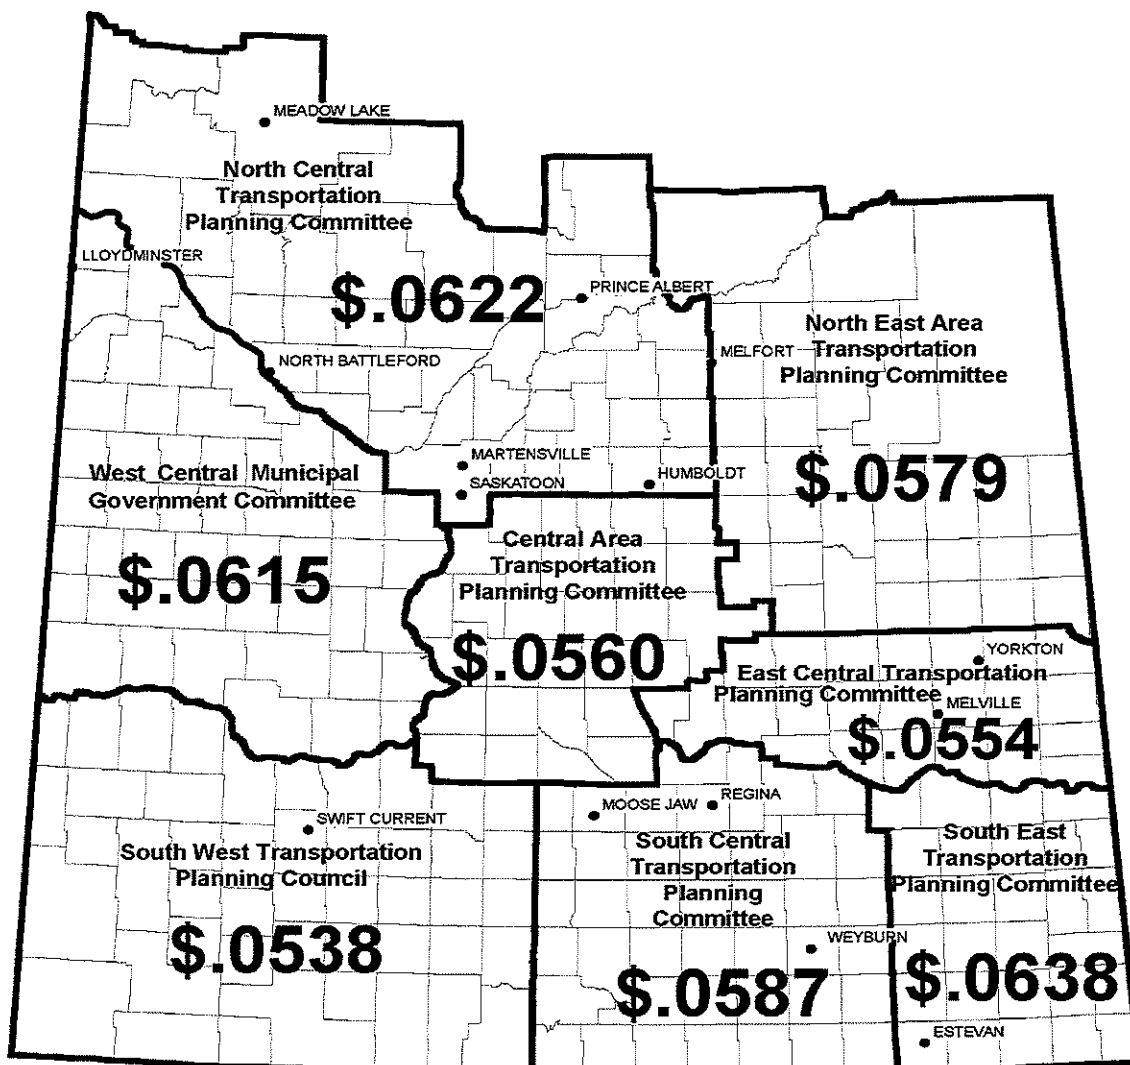 MEADOW LAKE
North Central
Transportation
Planning Committee
LLOYDMINSTER
$.0622
PRINCE ALBERT
North East Area
Transportation
Planning Committee
MELFORT
NORTH BATTLEFORD
MARTENSVILLE
SASKATOON
HUMBOLDT
$.0579
West Central Municipal
Government Committee
$.0615
Central Area
Transportation
Planning Committee
$.0560
YORKTON
East Central Transportation
Planning Committee
MELVILLE
$.0554
SWIFT CURRENT
South West Transportation
Planning Council
$.0538
MOOSE JAW
REGINA
South Central
Transportation
Planning
Committee
WEYBURN
$.0587
South East
Transportation
Planning Committee
$.0638
ESTEVAN